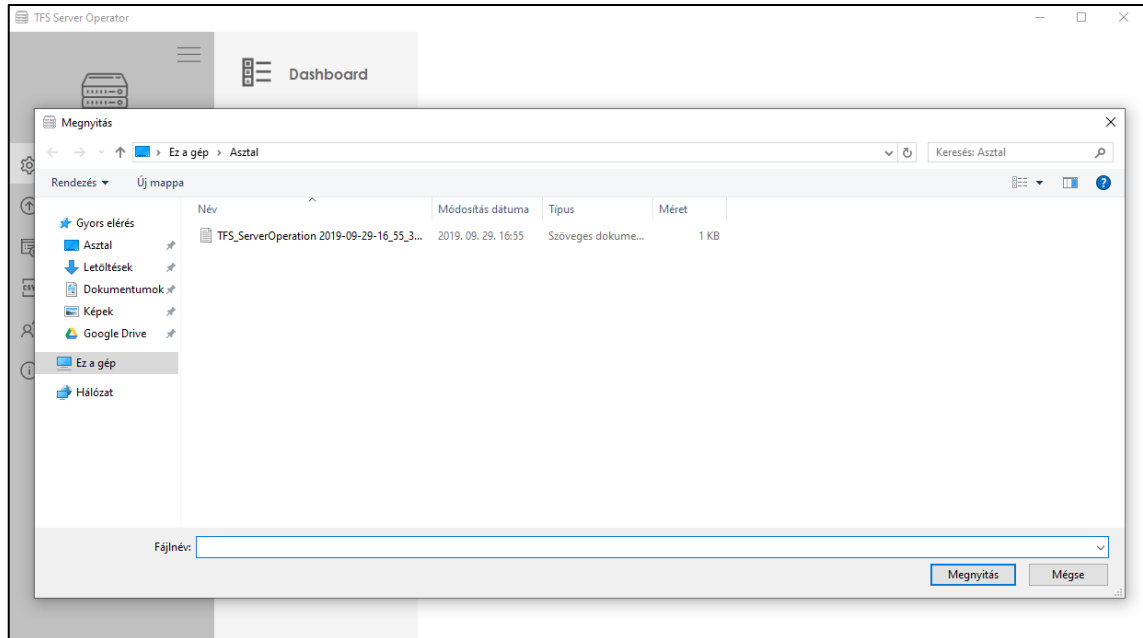 TFS Server Operator
Dashboard
Megnyitás
Ez a gép > Asztal
Keresés: Asztal
Rendezés
Új mappa
Név
Módosítás dátuma
Típus
Méret
Gyors elérés
TFS_ServerOperation 2019-09-29-16_55_3...
2019. 09. 29. 16:55
Szöveges dokume...
1 KB
Asztal
Letöltések
Dokumentumok
Képek
Google Drive
Ez a gép
Hálózat
Fájlnév:
Megnyitás
Mégse